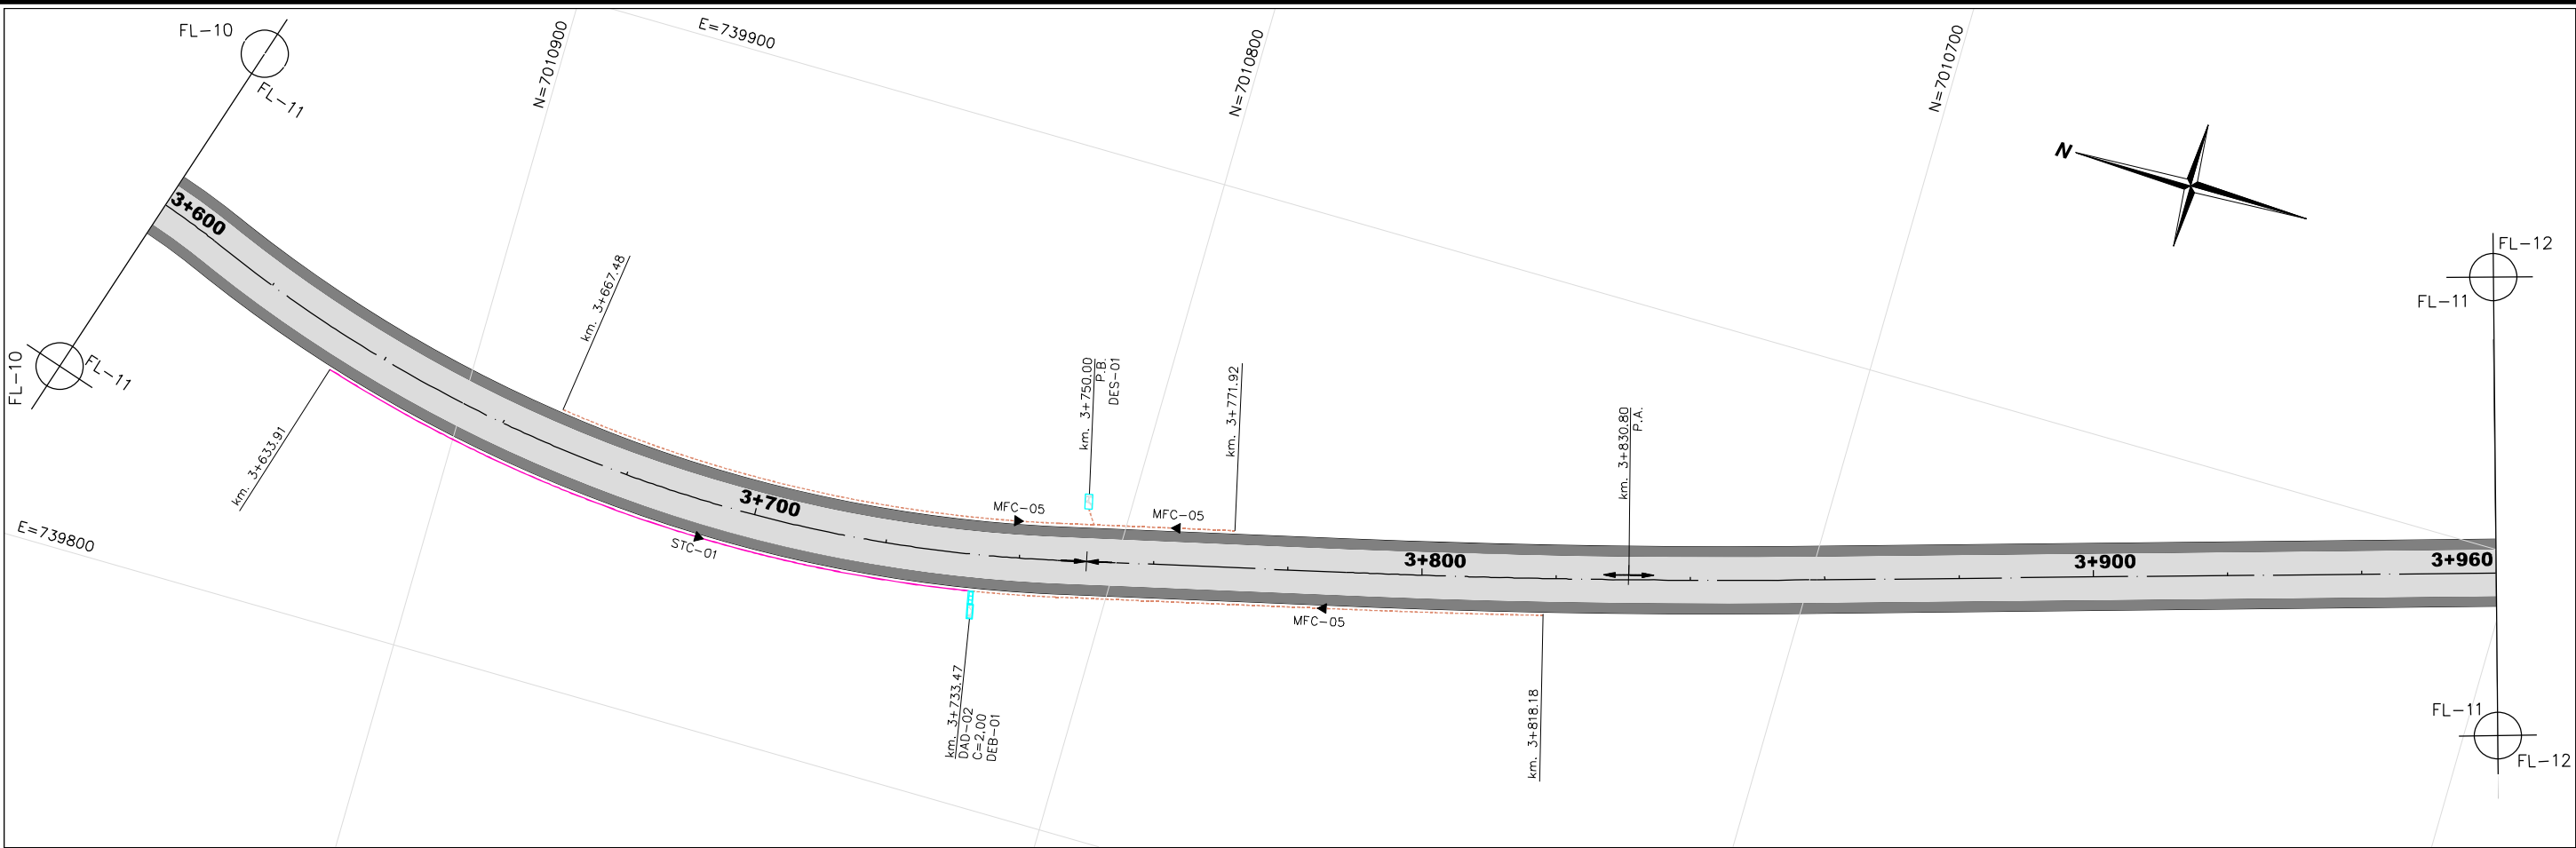 FL-10
FL-11
N=7010900
E=739900
N=7010800
N=7010700
N
FL-12
FL-11
3+600
km. 3+667.48
FL-10
FL-11
km. 3+633.91
km. 3+750.00
P.B.
DES-01
km. 3+771.92
km. 3+830.80
P.A.
3+700
MFC-05
MFC-05
STC-01
E=739800
3+800
3+900
3+960
MFC-05
km. 3+733.47
DAD-02
C=2,00
DEB-01
km. 3+818.18
FL-11
FL-12